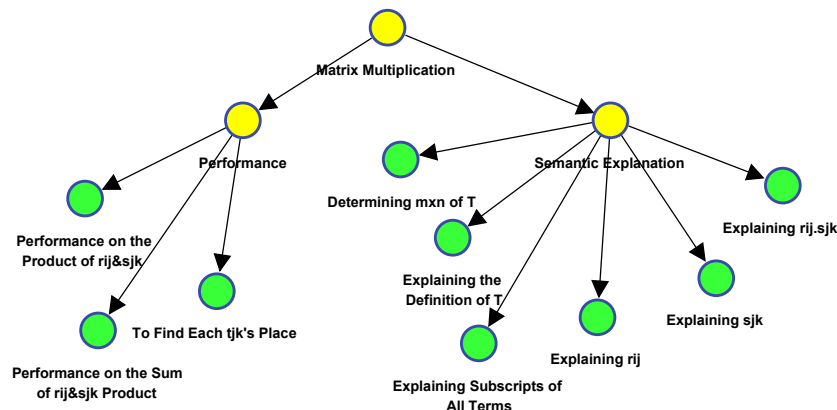 Matrix Multiplication
Performance
Semantic Explanation
Determining mxn of T
Explaining rij.sjk
Performance on the
Product of rij&sjk
Explaining the
Definition of T
Explaining sjk
To Find Each tjk's Place
Explaining rij
Performance on the Sum
of rij&sjk Product
Explaining Subscripts of
All Terms